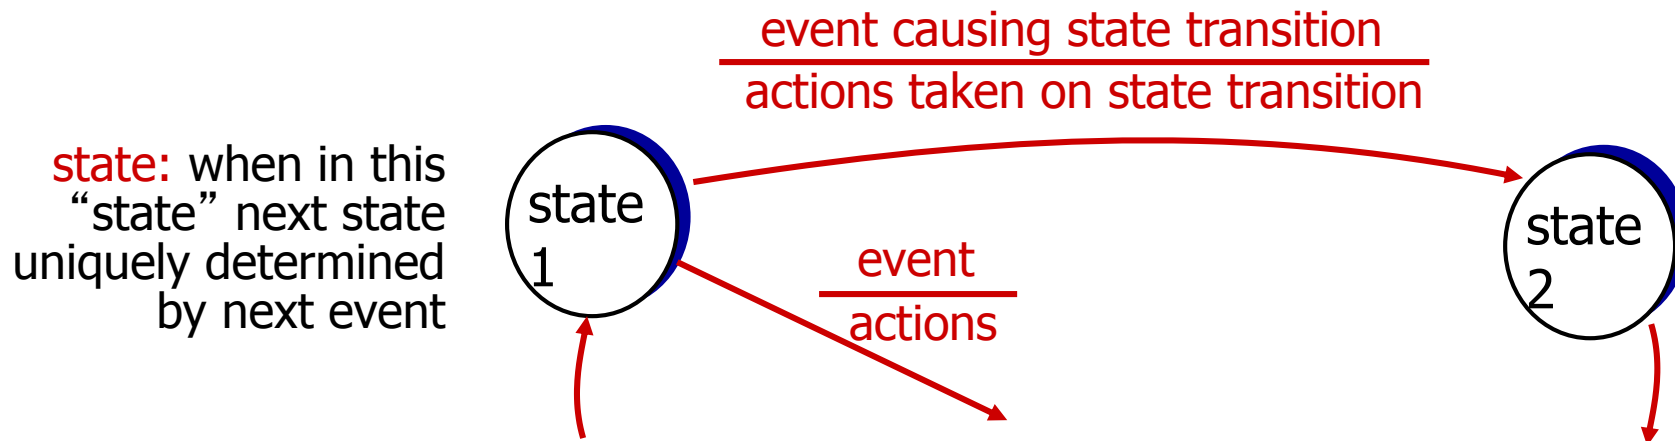 event causing state transition
actions taken on state transition
state: when in this
“state” next state
uniquely determined
by next event
state
1
event
actions
state
2